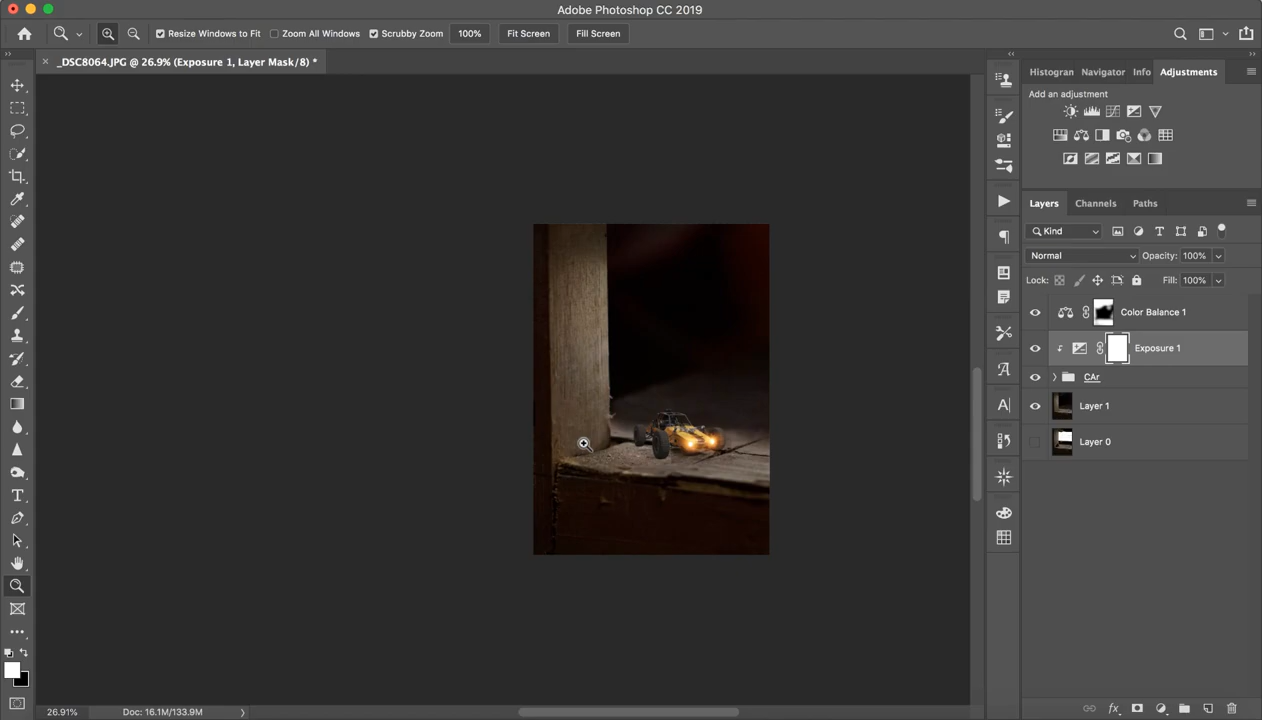 Adobe Photoshop CC 2019
Resize Windows to Fit Zoom All Windows Scrubby Zoom 100% Fit Screen Fill Screen
_DSC8064.JPG @ 26.9% (Exposure 1, Layer Mask/8) *
Histogran Navigator Info Adjustments
Add an adjustment
Layers Channels Paths
Kind
Normal Opacity: 100%
Lock: Fill: 100%
Color Balance 1
Exposure 1
CAr
Layer 1
Layer 0
26.91% Doc: 16.1M/133.9M